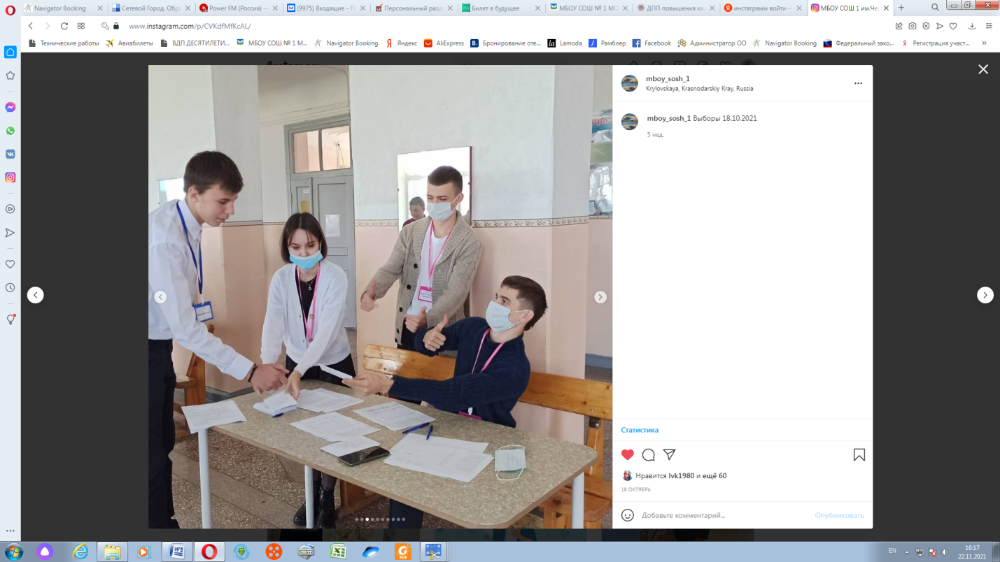 Navigator Booking
Сетевой Город. Обра
Power FM (Россия) —
(9975) Входящие - П
Персональный разд
Билет в будущее
МБОУ СОШ № 1 МО
ДПП повышения кв
инстаграмм войти —
МБОУ СОШ 1 им.Че
www.instagram.com/p/CVKdfMfKcAL/
Технические работы
Авиабилеты
ВДП ДЕСЯТИЛЕТИ...
МБОУ СОШ № 1 М...
Navigator Booking
Яндекс
AliExpress
Бронирование оте...
Lamoda
Рамблер
Facebook
Администратор ОО
Navigator Booking
Федеральный зако...
Регистрация участ...
mboy_sosh_1
Krylovskaya, Krasnodarskiy Kray, Russia
mboy_sosh_1 Выборы 18.10.2021
5 нед.
Статистика
Нравится lvk1980 и ещё 60
18 ОКТЯБРЬ
Добавьте комментарий...
Опубликовать
EN
16:17
22.11.2021